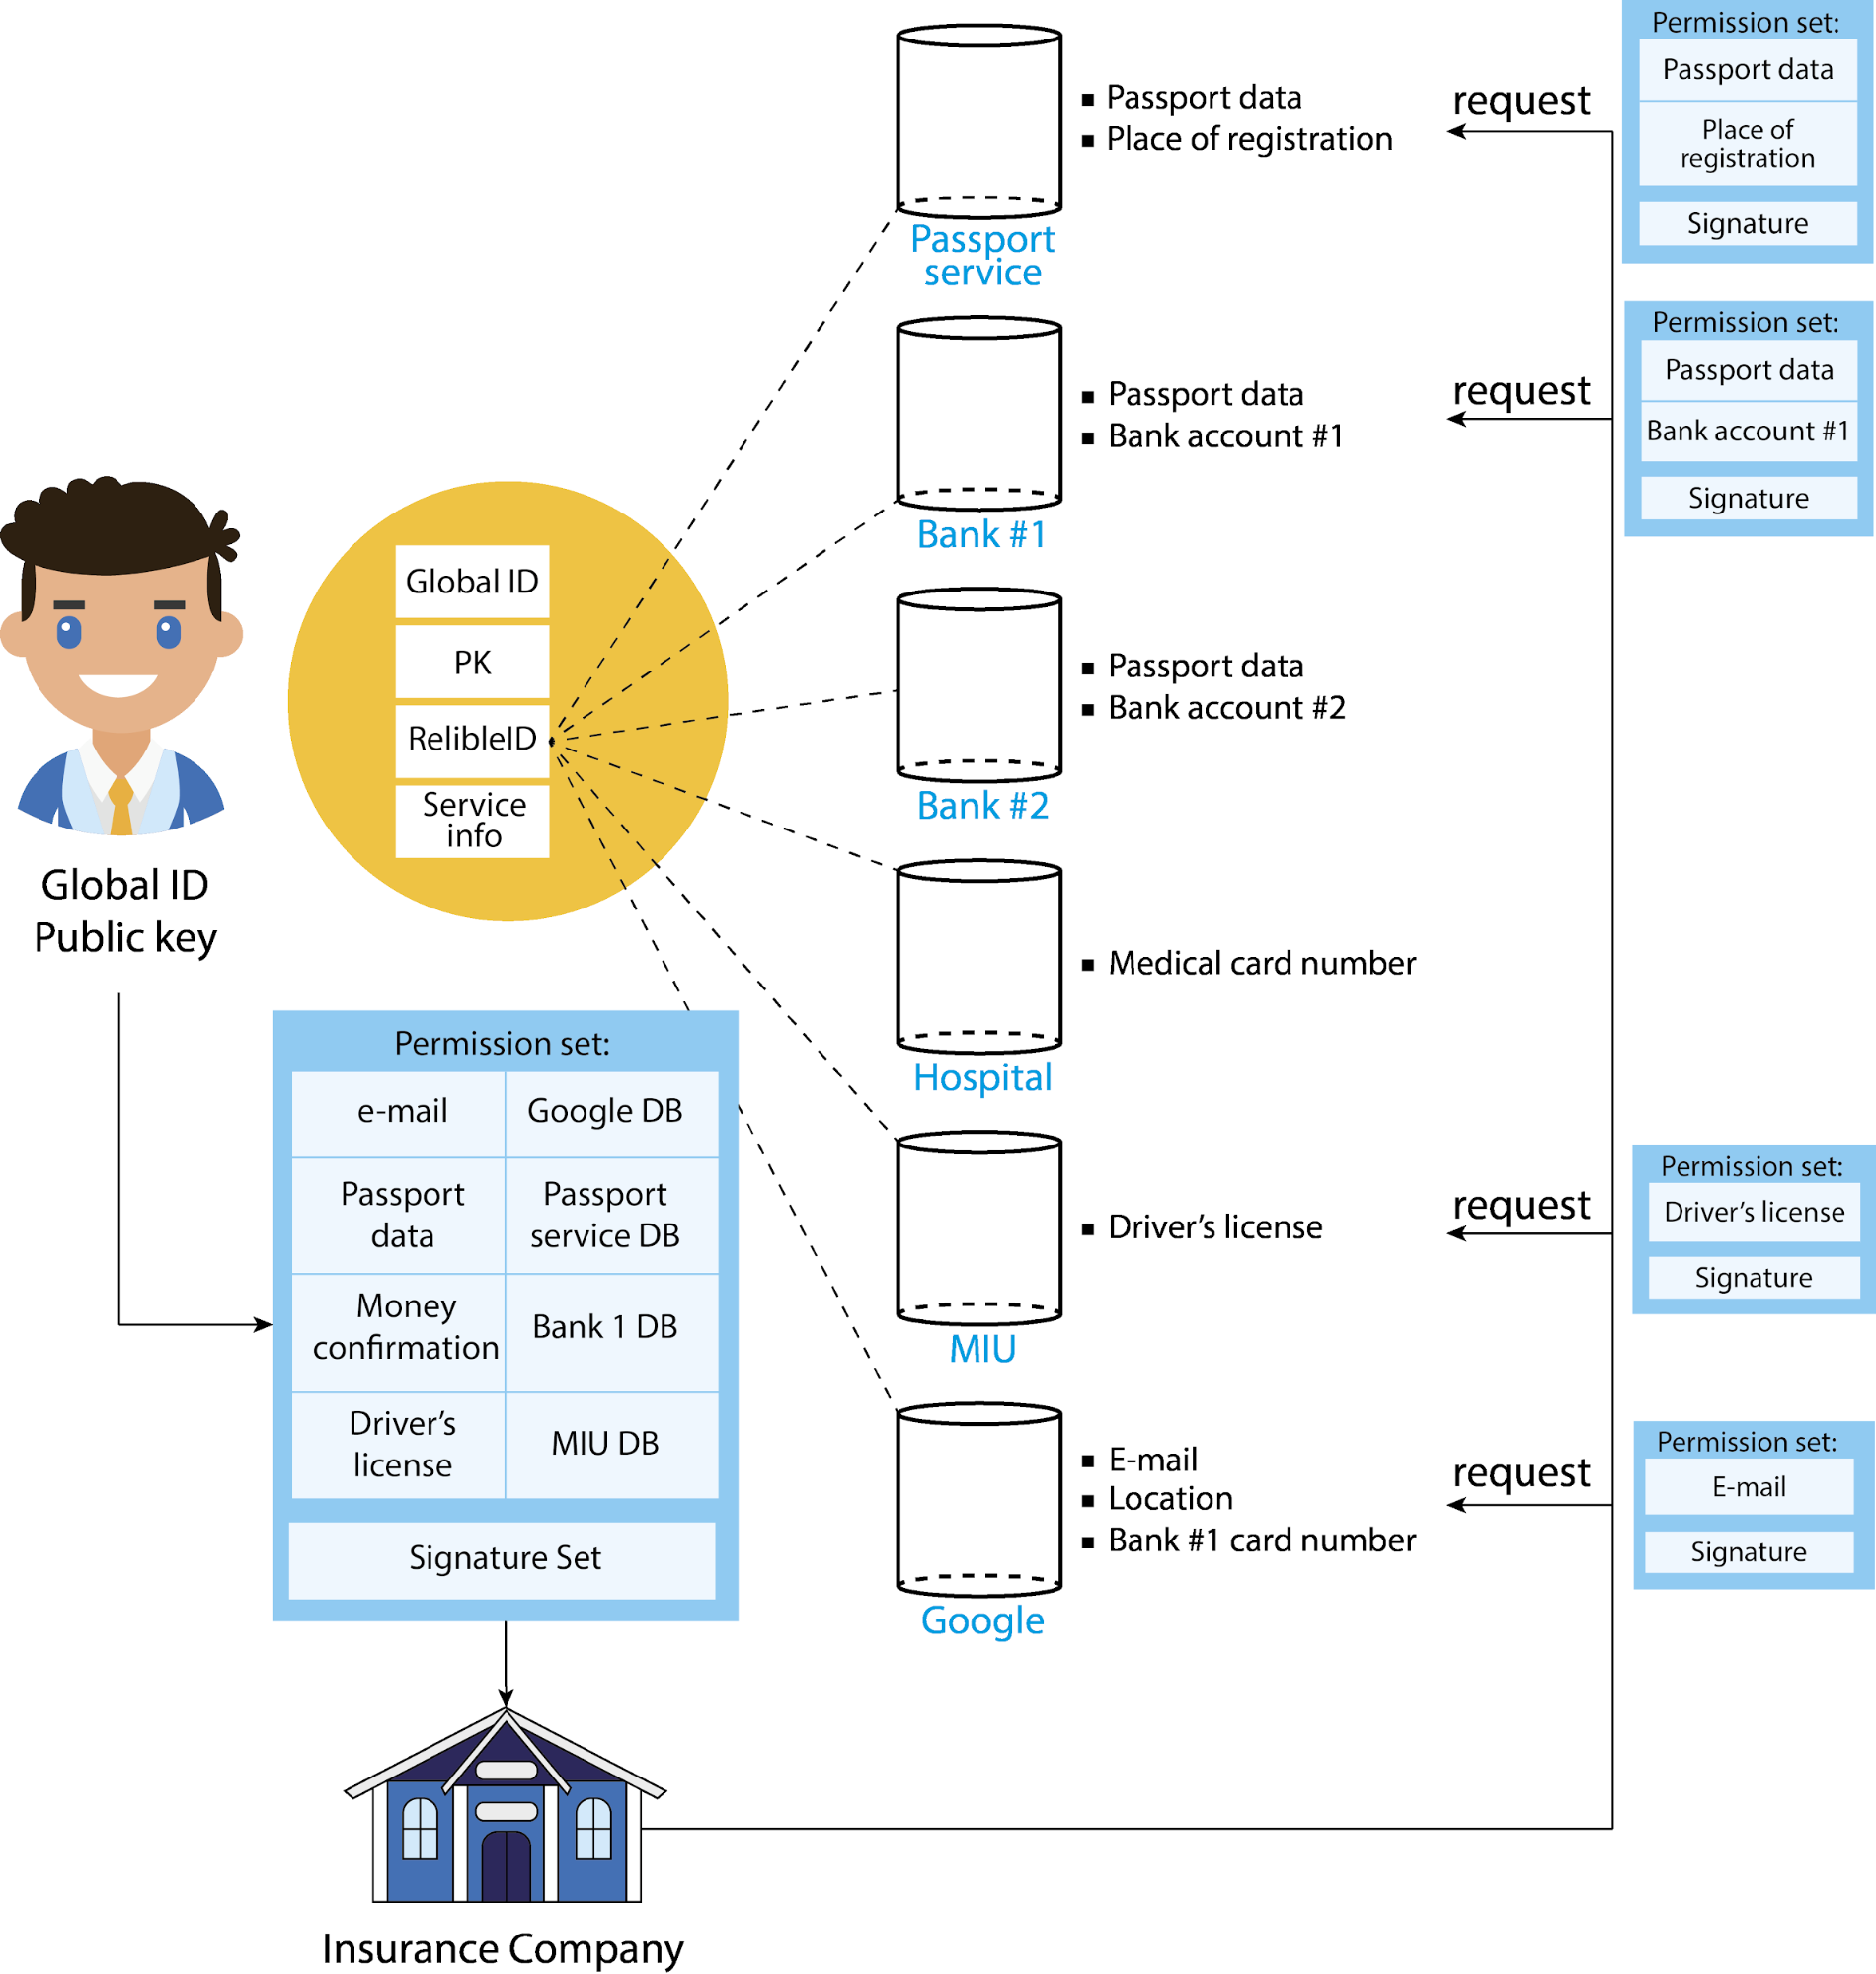 Permission set:
Passport data
Place of
registration
Signature
request
▪ Passport data
▪ Place of registration
Passport
service
Permission set:
Passport data
Bank account #1
Signature
request
▪ Passport data
▪ Bank account #1
Bank #1
Global ID
PK
RelibleID
Service
info
▪ Passport data
▪ Bank account #2
Bank #2
Global ID
Public key
▪ Medical card number
Hospital
Permission set:
e-mail
Google DB
Passport
data
Passport
service DB
Money
confirmation
Bank 1 DB
Driver’s
license
MIU DB
Signature Set
Permission set:
Driver’s license
Signature
request
▪ Driver’s license
MIU
Permission set:
E-mail
Signature
request
▪ E-mail
▪ Location
▪ Bank #1 card number
Google
Insurance Company